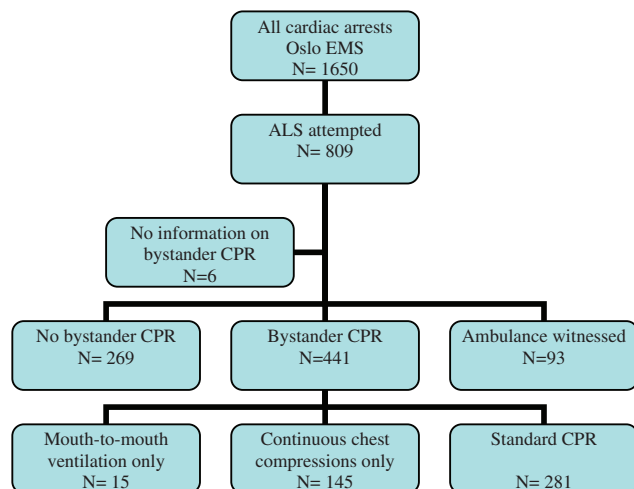 All cardiac arrests
Oslo EMS
N= 1650
ALS attempted
N= 809
No information on
bystander CPR
N=6
No bystander CPR
N= 269
Bystander CPR
N=441
Ambulance witnessed
N=93
Mouth-to-mouth
ventilation only
N= 15
Continuous chest
compressions only
N= 145
Standard CPR
N= 281